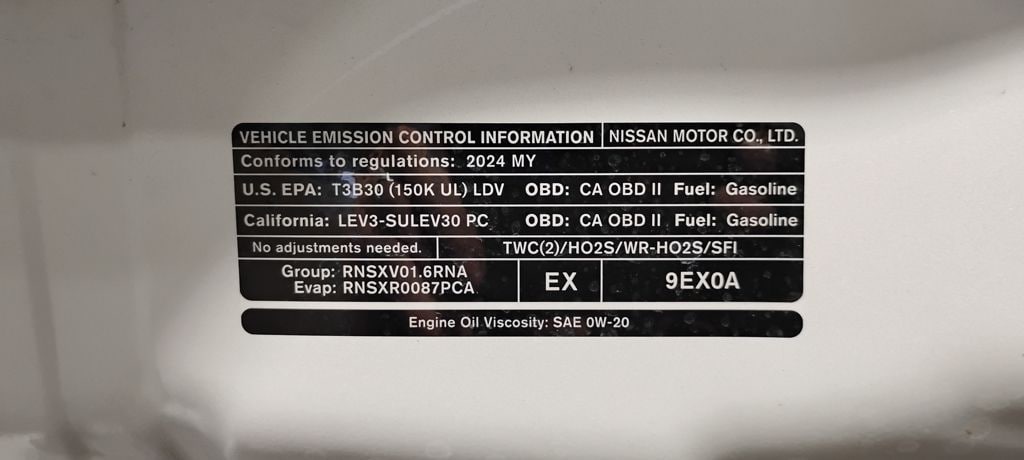 VEHICLE EMISSION CONTROL INFORMATION NISSAN MOTOR CO., LTD.
Conforms to regulations: 2024 MY
U.S. EPA: T3B30 (150K UL) LDV OBD: CA OBD II Fuel: Gasoline
California: LEV3-SULEV30 PC OBD: CA OBD II Fuel: Gasoline
No adjustments needed. TWC(2)/HO2S/WR-HO2S/SFI
Group: RNSXV01.6RNA
Evap: RNSXR0087PCA
EX
9EX0A
Engine Oil Viscosity: SAE 0W-20